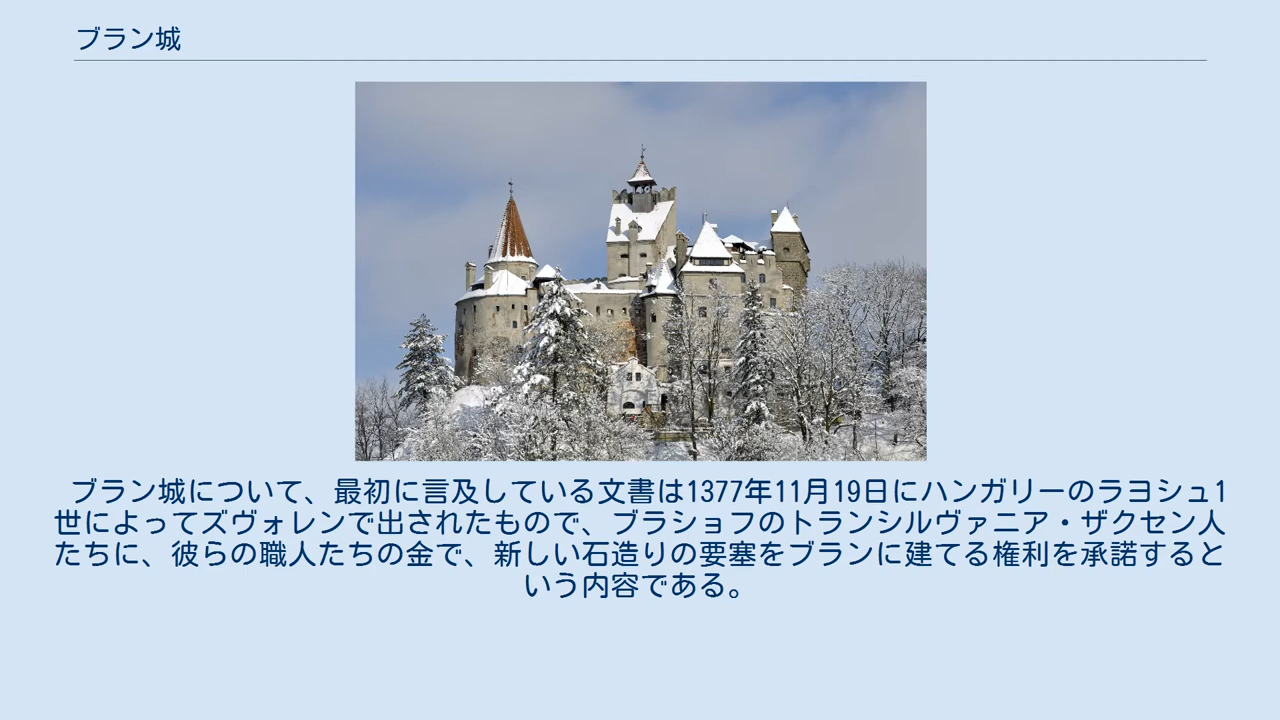 ブラン城
ブラン城について、最初に言及している文書は1377年11月19日にハンガリーのラヨシュ1
世によってズヴォレンで出されたもので、ブラショフのトランシルヴァニア・ザクセン人
たちに、彼らの職人たちの金で、新しい石造りの要塞をブランに建てる権利を承諾すると
いう内容である。